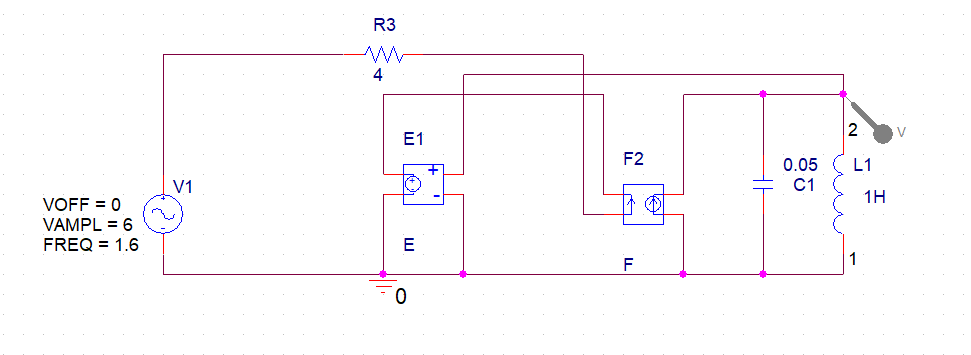 R3
4
E1
+
-
E
F2
F
V1
VOFF = 0
VAMPL = 6
FREQ = 1.6
0
0.05
C1
2
L1
1H
1
V